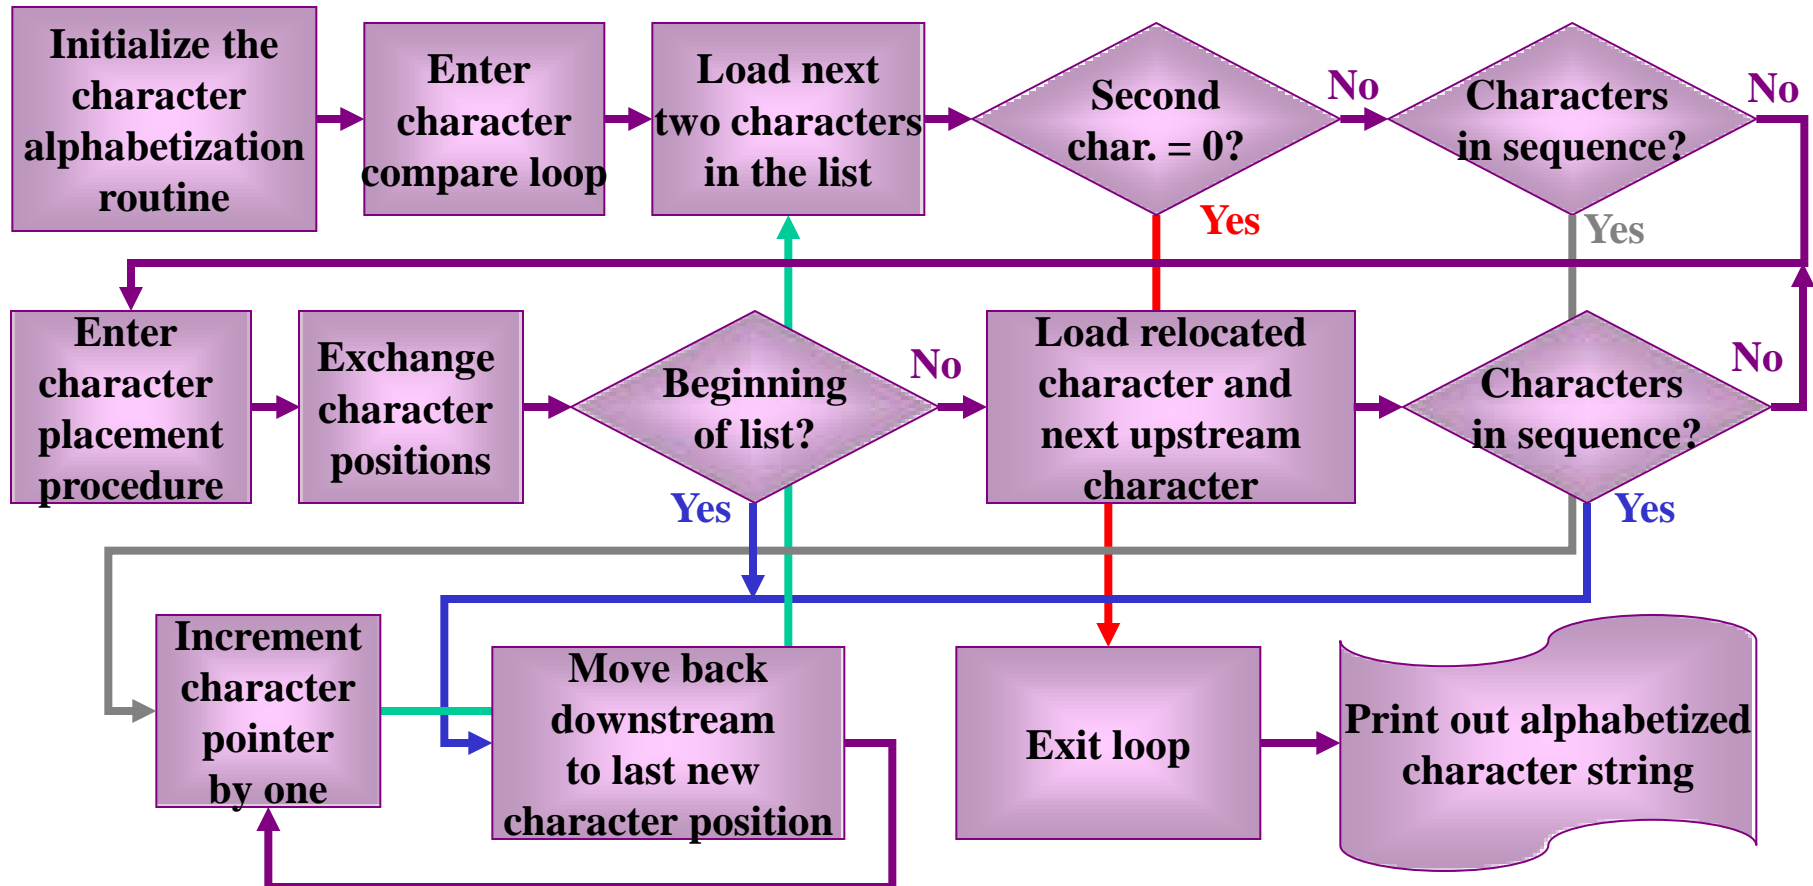 Initialize the
character
alphabetization
routine
Enter
character
compare loop
Load next
two characters
in the list
Second
char. = 0?
No
Yes
Characters
in sequence?
No
Yes
Enter
character
placement
procedure
Exchange
character
positions
Beginning
of list?
No
Yes
Load relocated
character and
next upstream
character
Characters
in sequence?
No
Yes
Increment
character
pointer
by one
Move back
downstream
to last new
character position
Exit loop
Print out alphabetized
character string